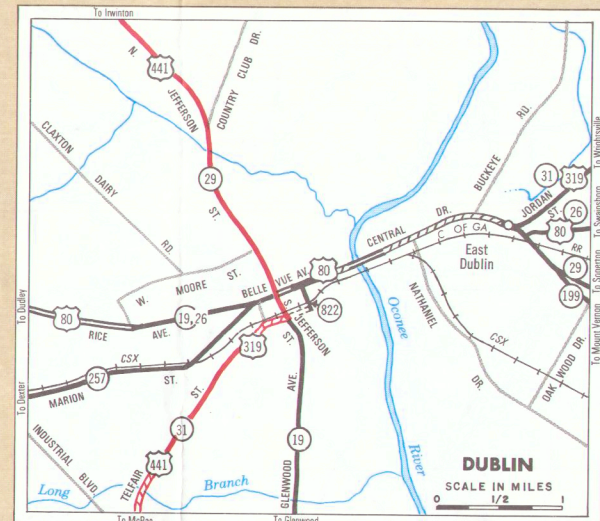 To Irwinton
441
N. JEFFERSON ST.
COUNTRY CLUB DR.
29
CLAXTON DAIRY RD.
BUCKEYE RD.
To Wrightsville
31
319
JORDAN ST.
26
80
To Swainsboro
CENTRAL DR.
C. OF GA.
RR
East
Dublin
29
To Soperton
199
To Mount Vernon
W. MOORE ST.
BELLE VUE AV.
80
822
To Dudley
80
RICE AVE.
19,26
S. JEFFERSON ST.
Oconee River
NATHANIEL DR.
CSX
OAK WOOD DR.
CSX
319
To Dexter
257
MARION ST.
31
441
TELFAIR ST.
19
GLENWOOD AVE.
INDUSTRIAL BLVD
Long Branch
DUBLIN
SCALE IN MILES
0 1/2 1
To McRae
To Glenwood